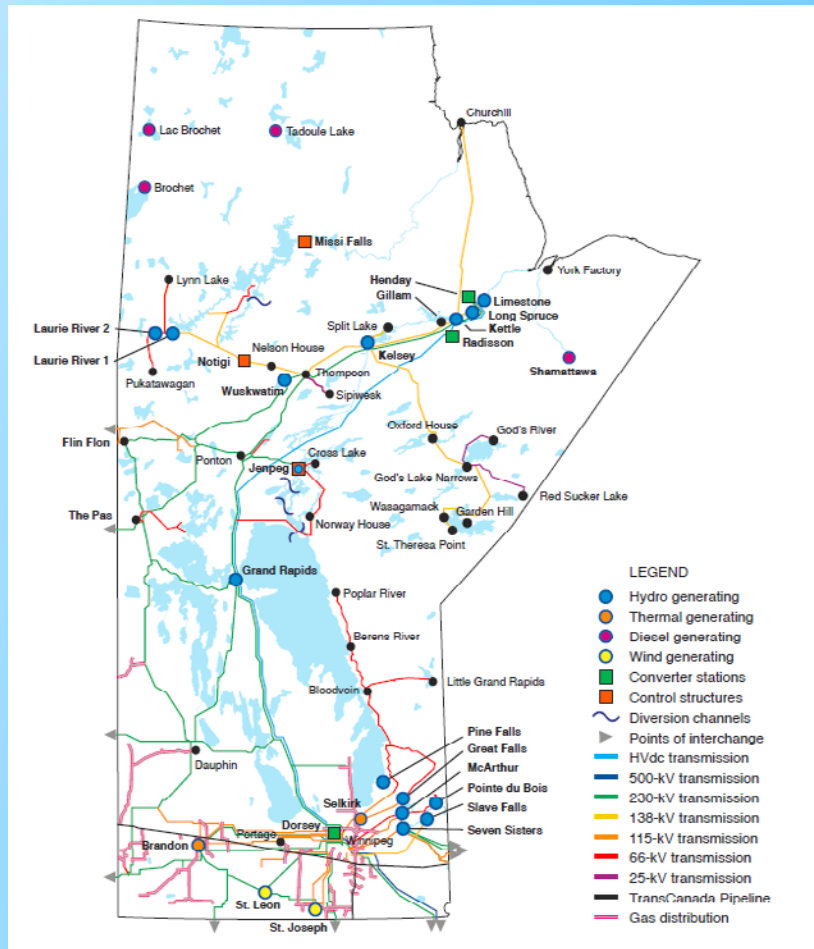 Churchill
Lac Brochet
Tadoule Lake
Brochet
Missi Falls
York Factory
Lynn Lake
Henday
Gillam
Limestone
Long Spruce
Kettle
Radisson
Split Lake
Laurie River 2
Laurie River 1
Notigi
Nelson House
Kelsey
Shamattawa
Pukatawagan
Wuskwatim
Thompson
Sipiwesk
Flin Flon
Oxford House
God's River
Ponton
Cross Lake
Jenpeg
God's Lake Narrows
Red Sucker Lake
The Pas
Norway House
Wasagamack
Garden Hill
St. Theresa Point
Grand Rapids
Poplar River
Berens River
Little Grand Rapids
Bloodvoin
Pine Falls
Great Falls
McArthur
Pointe du Bois
Slave Falls
Seven Sisters
Dauphin
Selkirk
Dorsey
Winnipeg
Portage
Brandon
St. Leon
St. Joseph
LEGEND
Hydro generating
Thermal generating
Diesel generating
Wind generating
Converter stations
Control structures
Diversion channels
Points of interchange
HVdc transmission
500-kV transmission
230-kV transmission
138-kV transmission
115-kV transmission
66-kV transmission
25-kV transmission
TransCanada Pipeline
Gas distribution